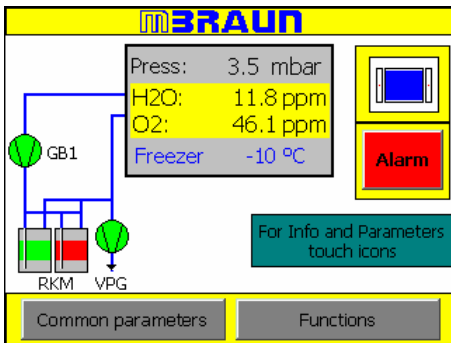 mBRAUN
Press: 3.5 mbar
H2O: 11.8 ppm
O2: 46.1 ppm
Freezer -10 ºC
GB1
Alarm
For Info and Parameters
touch icons
RKM VPG
Common parameters Functions